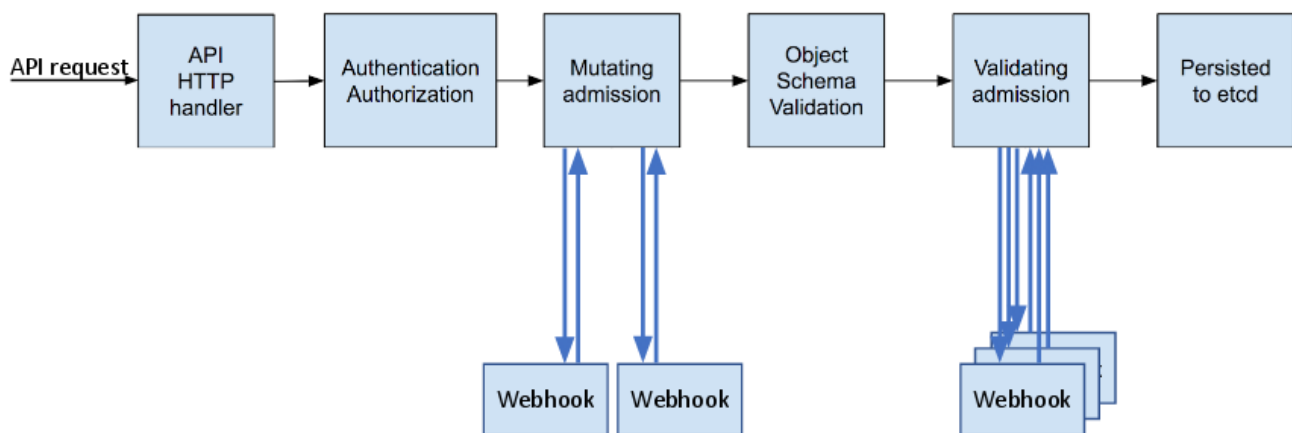 API request
API
HTTP
handler
Authentication
Authorization
Mutating
admission
Object
Schema
Validation
Validating
admission
Persisted
to etcd
Webhook
Webhook
Webhook